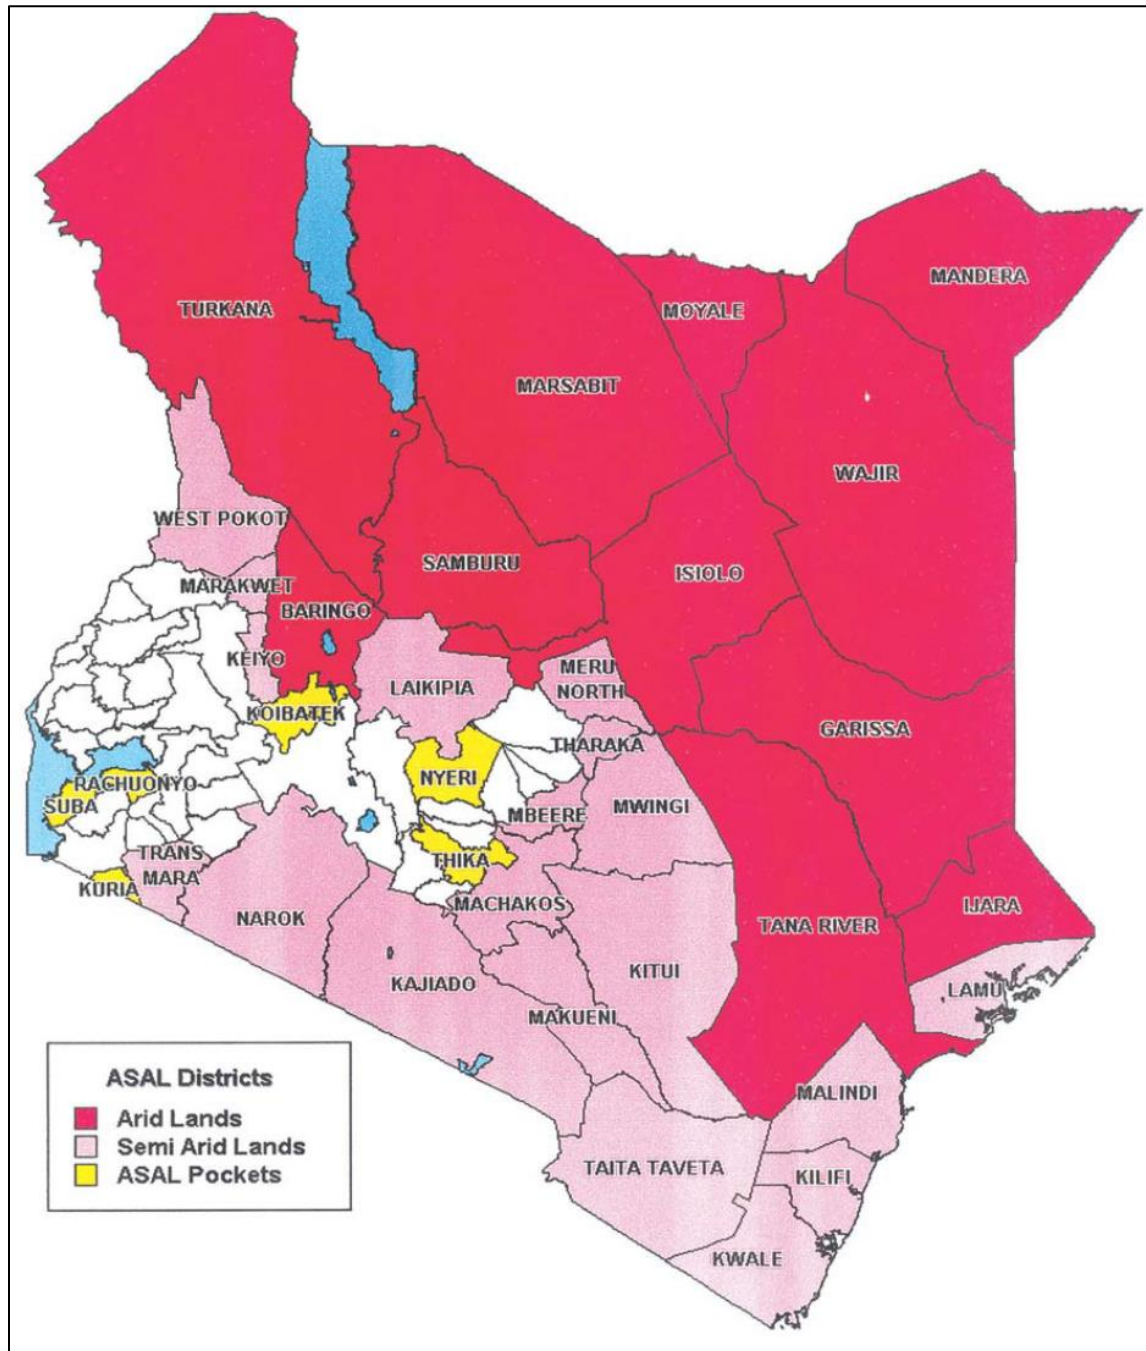 MANDERA
TURKANA
MOYALE
MARSABIT
WAJIR
WEST POKOT
SAMBURU
ISIOLO
MARAKWET
BARINGO
KEIYO
MERU
NORTH
LAIKIPIA
KOIBATEK
GARISSA
THARAKA
NYERI
RACHUONYO
SUBA
MBEERE
MWINGI
TRANS
MARA
THIKA
KURIA
MACHAKOS
NAROK
IJARA
TANA RIVER
KITUI
KAJIADO
LAMU
MAKUENI
MALINDI
TAITA TAVETA
KILIFI
KWALE
ASAL Districts
Arid Lands
Semi Arid Lands
ASAL Pockets